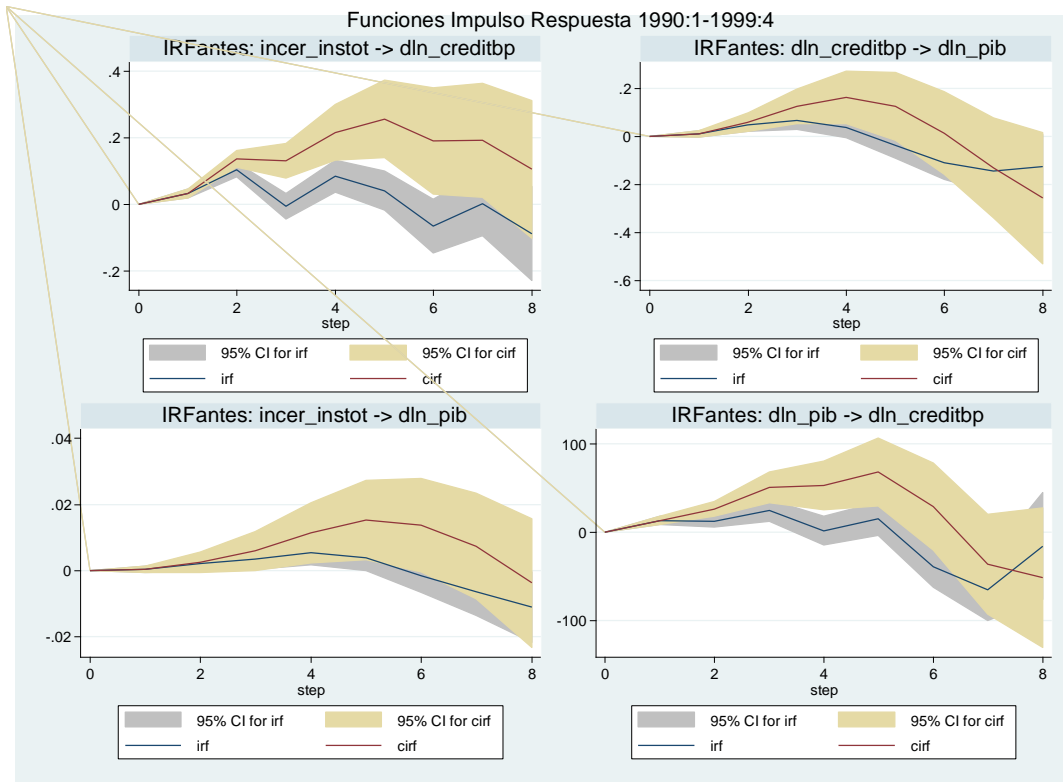 Funciones Impulso Respuesta 1990:1-1999:4
IRFantes: incer_instot -> dln_creditbp
.4
.2
0
-.2
0 2 4 6 8
step
95% CI for irf 95% CI for cirf
irf cirf
IRFantes: dln_creditbp -> dln_pib
.2
0
-.2
-.4
-.6
0 2 4 6 8
step
95% CI for irf 95% CI for cirf
irf cirf
IRFantes: incer_instot -> dln_pib
.04
.02
0
-.02
0 2 4 6 8
step
95% CI for irf 95% CI for cirf
irf cirf
IRFantes: dln_pib -> dln_creditbp
100
0
-100
0 2 4 6 8
step
95% CI for irf 95% CI for cirf
irf cirf